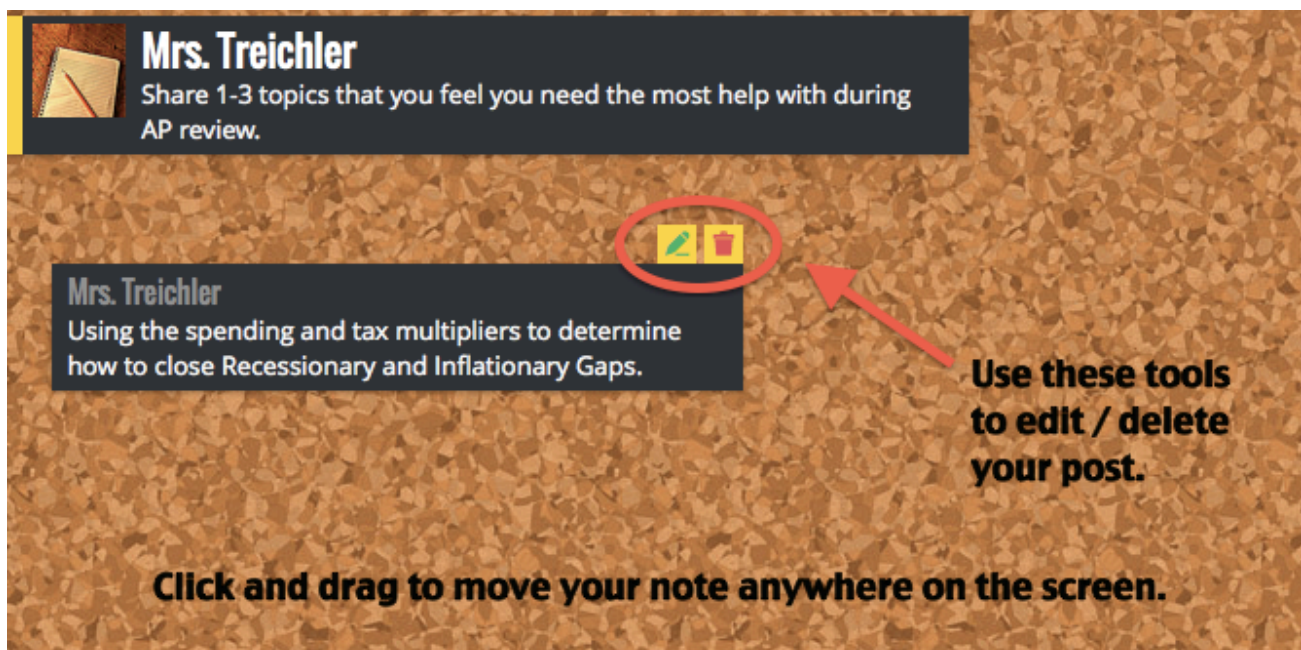 Mrs. Treichler
Share 1-3 topics that you feel you need the most help with during
AP review.
Mrs. Treichler
Using the spending and tax multipliers to determine
how to close Recessionary and Inflationary Gaps.
Use these tools
to edit / delete
your post.
Click and drag to move your note anywhere on the screen.